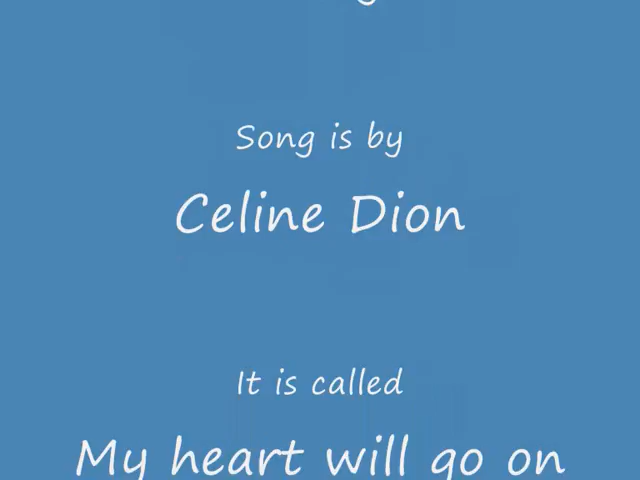 Song is by
Celine Dion
It is called
My heart will go on